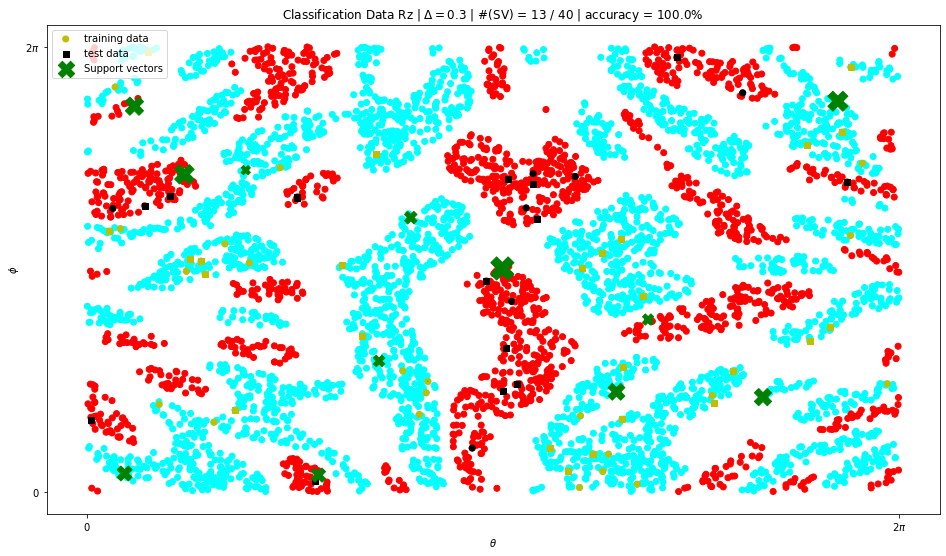 Classification Data Rz | Δ = 0.3 | #(SV) = 13 / 40 | accuracy = 100.0%
training data
test data
Support vectors
2π
ϕ
0
0
2π
θ